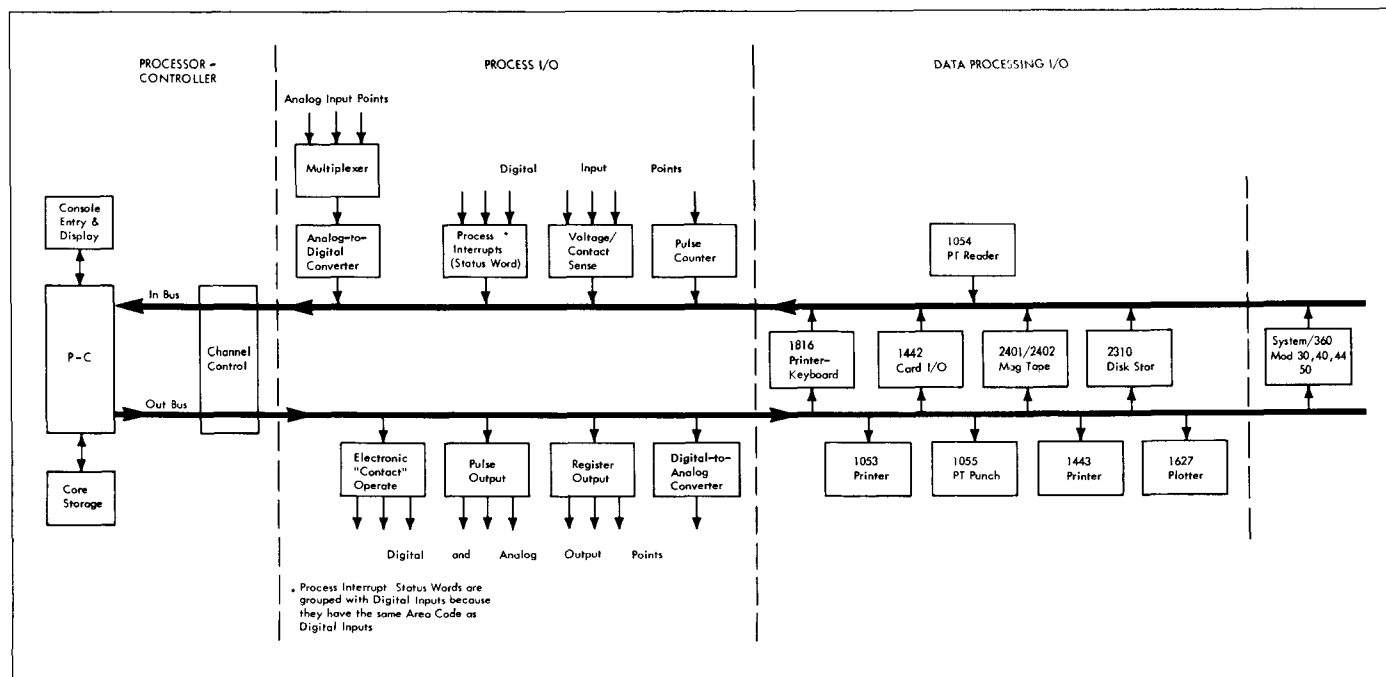 PROCESSOR -
CONTROLLER
PROCESS I/O
DATA PROCESSING I/O
Analog Input Points
Multiplexer
Digital Input Points
Console
Entry &
Display
Analog-to-
Digital
Converter
Process *
Interrupts
(Status Word)
Voltage/
Contact
Sense
Pulse
Counter
1054
PT Reader
In Bus
P-C
Channel
Control
1816
Printer-
Keyboard
1442
Card I/O
2401/2402
Mag Tape
2310
Disk Stor
System/360
Mod 30,40,44
50
Out Bus
Core
Storage
Electronic
"Contact"
Operate
Pulse
Output
Register
Output
Digital-to-
Analog
Converter
1053
Printer
1055
PT Punch
1443
Printer
1627
Plotter
Digital and Analog Output Points
* Process Interrupt Status Words are
grouped with Digital Inputs because
they have the same Area Code as
Digital Inputs